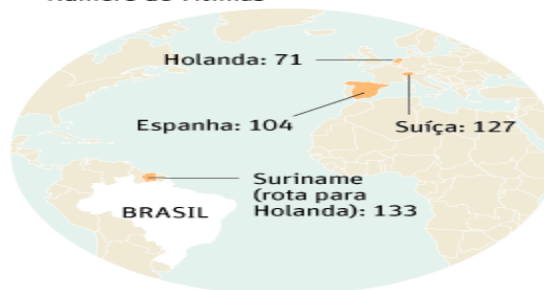 Holanda: 71
Espanha: 104
Suíça: 127
Suriname
(rota para
Holanda): 133
BRASIL